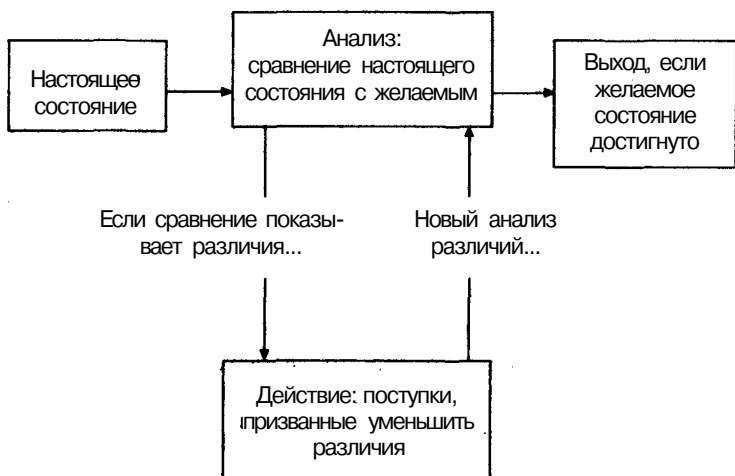 Настоящее
состояние
Анализ:
сравнение настоящего
состояния с желаемым
Выход, если
желаемое
состояние
достигнуто
Если сравнение показы-
вает различия...
Новый анализ
различий...
Действие: поступки,
призванные уменьшить
различия